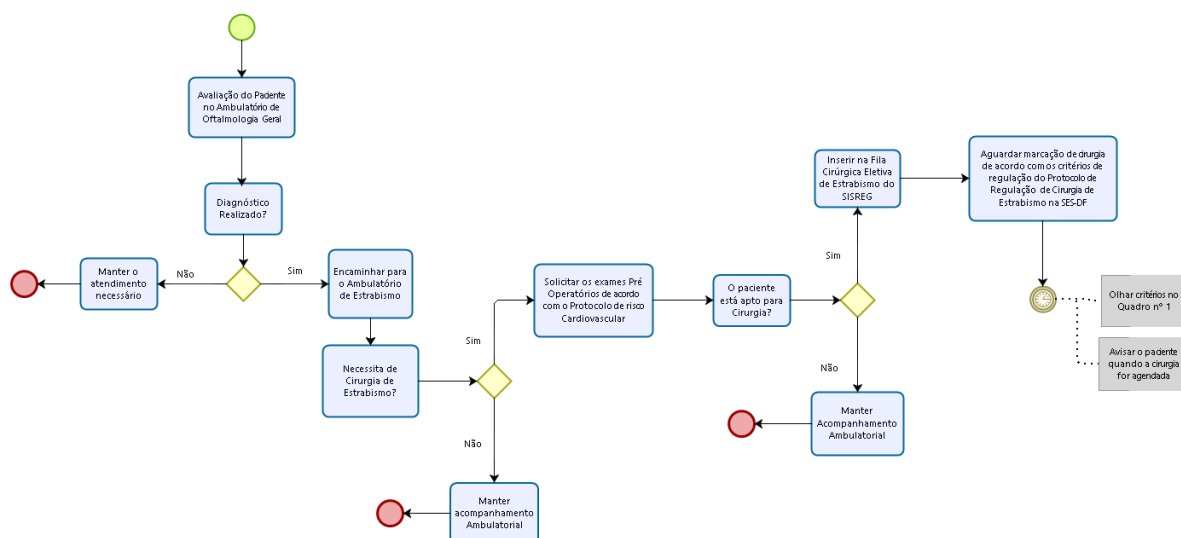 Avaliação do Paciente
no Ambulatório de
Oftalmologia Geral
Diagnóstico
Realizado?
Não
Sim
Manter o
atendimento
necessário
Encaminhar para
o Ambulatório
de Estrabismo
Necessita de
Cirurgia de
Estrabismo?
Sim
Não
Manter
acompanhamento
Ambulatorial
Solicitar os exames Pré
Operatórios de acordo
com o Protocolo de risco
Cardiovascular
O paciente
está apto para
Cirurgia?
Sim
Não
Manter
Acompanhamento
Ambulatorial
Inserir na Fila
Cirúrgica Eletiva
de Estrabismo do
SISREG
Aguardar marcação de cirurgia
de acordo com os critérios de
regulação do Protocolo de
Regulação de Cirurgia de
Estrabismo na SES-DF
Olhar critérios no
Quadro nº 1
Avisar o paciente
quando a cirurgia
for agendada